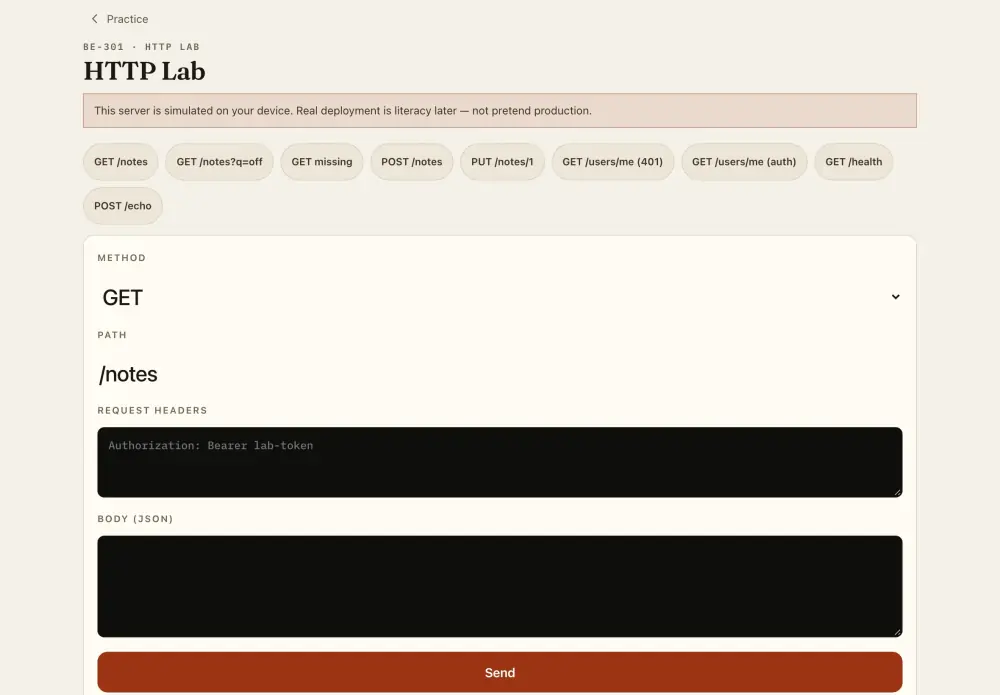 Practice
BE-301 · HTTP LAB
HTTP Lab
This server is simulated on your device. Real deployment is literacy later — not pretend production.
GET /notes GET /notes?q=off GET missing POST /notes PUT /notes/1 GET /users/me (401) GET /users/me (auth) GET /health
POST /echo
METHOD
GET
PATH
/notes
REQUEST HEADERS
Authorization: Bearer lab-token
BODY (JSON)
Send